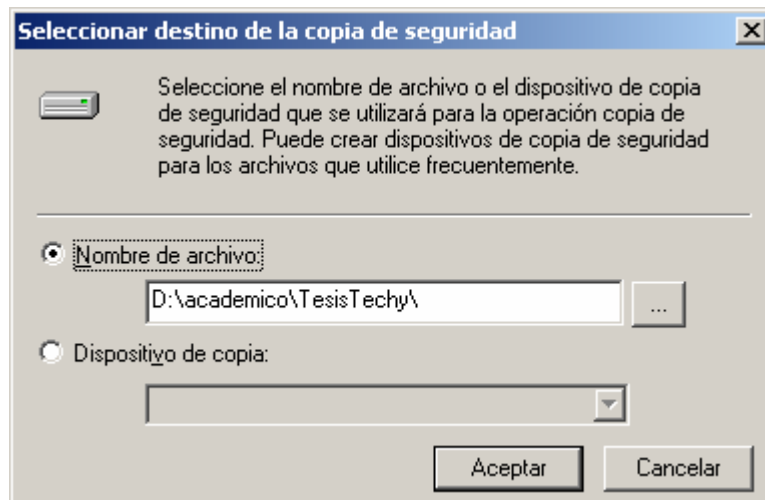 Seleccionar destino de la copia de seguridad
Seleccione el nombre de archivo o el dispositivo de copia
de seguridad que se utilizará para la operación copia de
seguridad. Puede crear dispositivos de copia de seguridad
para los archivos que utilice frecuentemente.
Nombre de archivo:
D:\academico\TesisTechy\
...
Dispositivo de copia:
Aceptar
Cancelar